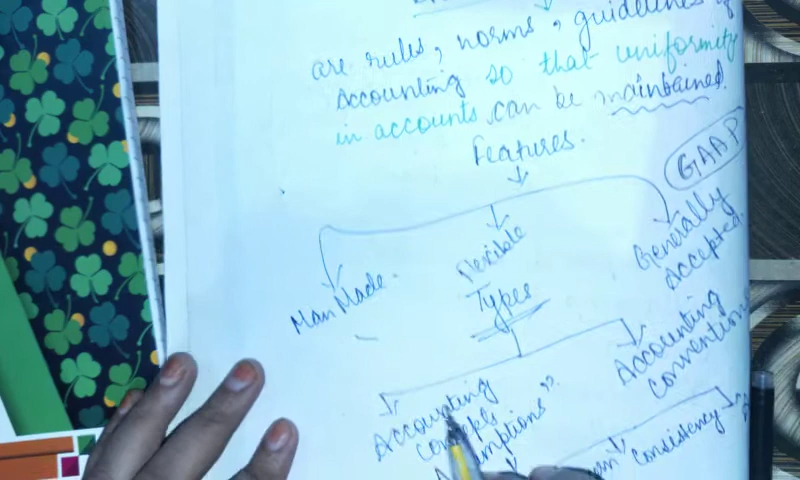 are rules, norms, guidelines of
Accounting so that uniformity
in accounts can be maintained.
Features.
GAAP
Man Made.
Flexible
Generally
Accepted.
Types
Accounting
Concepts
Assumptions".
Accounting
Convention
Consistency